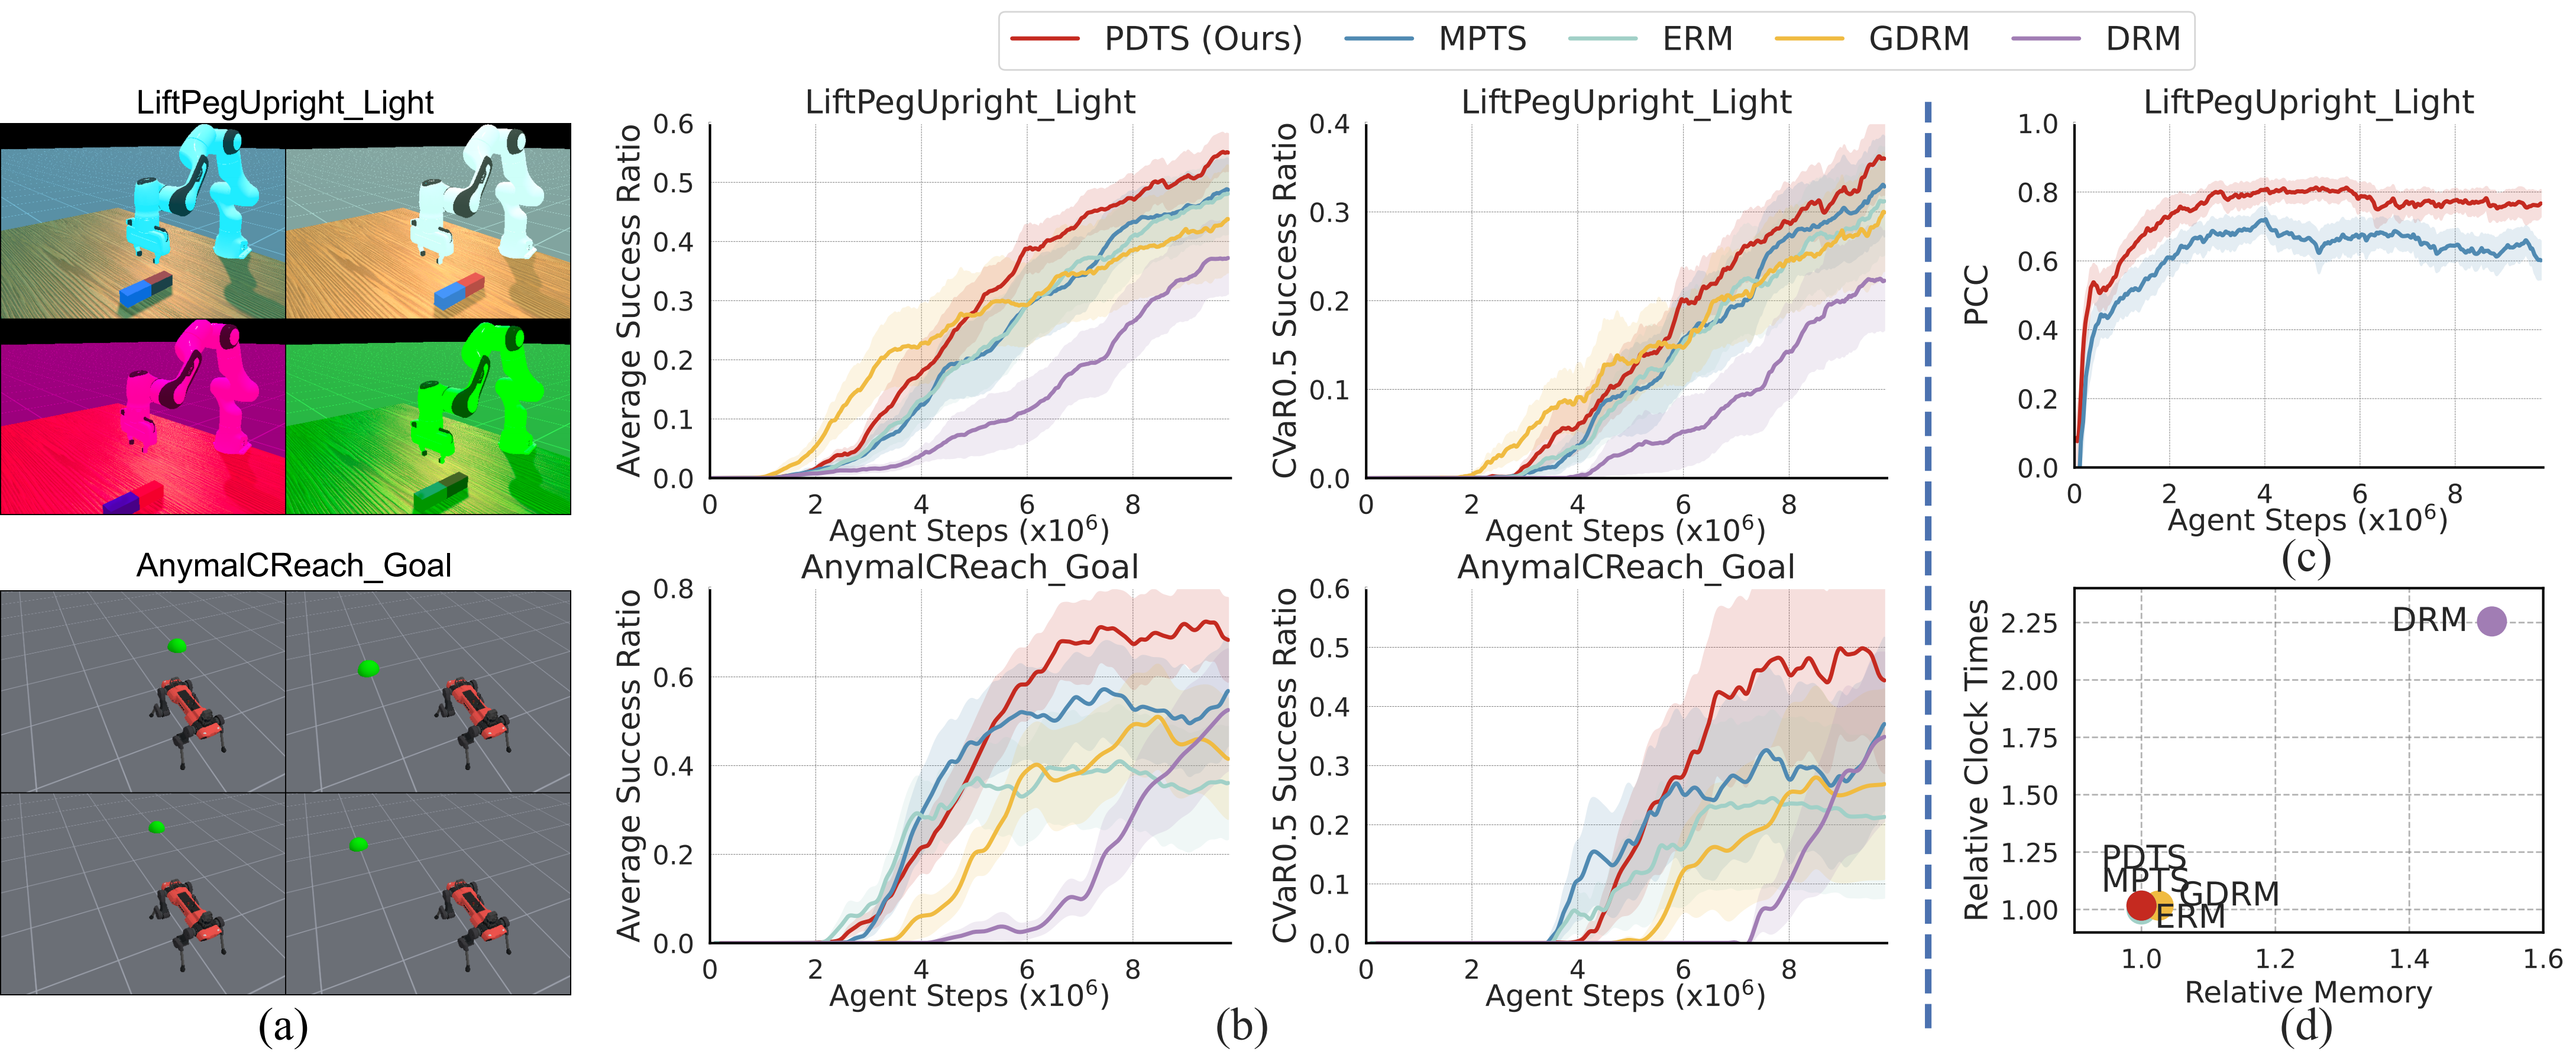 PDTS (Ours) MPTS ERM GDRM DRM
LiftPegUpright_Light
AnymalCReach_Goal
(a)
LiftPegUpright_Light
Average Success Ratio
0.6
0.5
0.4
0.3
0.2
0.1
0.0
0 2 4 6 8
Agent Steps (x10⁶)
LiftPegUpright_Light
CVaR0.5 Success Ratio
0.4
0.3
0.2
0.1
0.0
0 2 4 6 8
Agent Steps (x10⁶)
AnymalCReach_Goal
Average Success Ratio
0.8
0.6
0.4
0.2
0.0
0 2 4 6 8
Agent Steps (x10⁶)
AnymalCReach_Goal
CVaR0.5 Success Ratio
0.6
0.5
0.4
0.3
0.2
0.1
0.0
0 2 4 6 8
Agent Steps (x10⁶)
(b)
LiftPegUpright_Light
PCC
1.0
0.8
0.6
0.4
0.2
0.0
0 2 4 6 8
Agent Steps (x10⁶)
(c)
Relative Clock Times
2.25
2.00
1.75
1.50
1.25
1.00
DRM
PDTS
MPTS
GDRM
ERM
1.0 1.2 1.4 1.6
Relative Memory
(d)